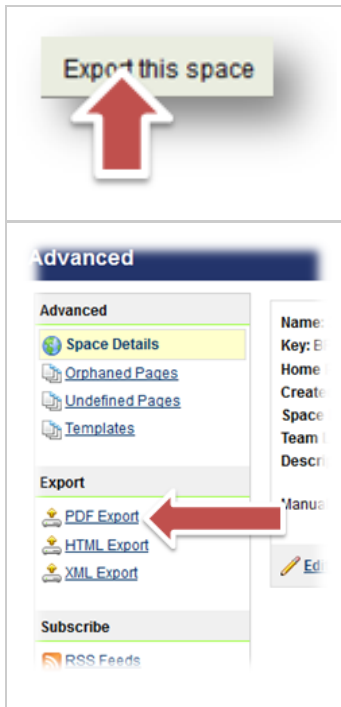 Export this space
Advanced
Advanced
Space Details
Orphaned Pages
Undefined Pages
Templates
Export
PDF Export
HTML Export
XML Export
Subscribe
RSS Feeds
Name:
Key:
Home
Create
Space
Team
Descri
Manua
Edi